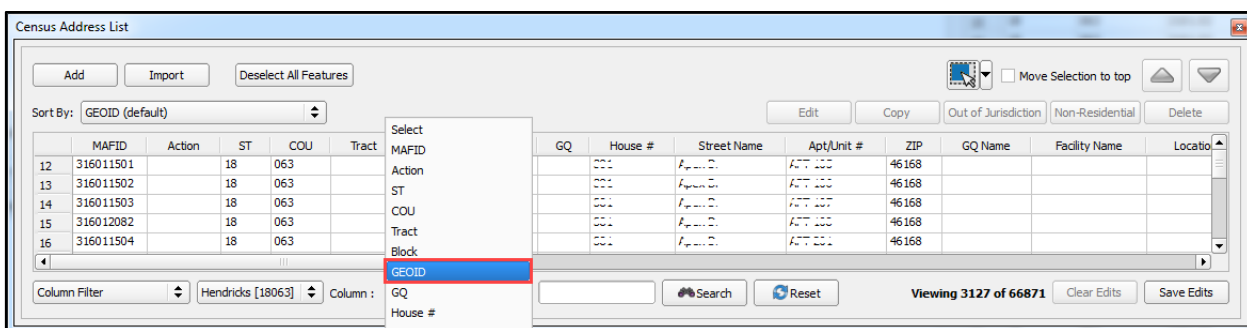 Census Address List
Add Import Deselect All Features Move Selection to top
Sort By: GEOID (default) Edit Copy Out of Jurisdiction Non-Residential Delete
MAFID Action ST COU Tract GQ House # Street Name Apt/Unit # ZIP GQ Name Facility Name Locatio
12 316011501 18 063 46168
13 316011502 18 063 46168
14 316011503 18 063 46168
15 316012082 18 063 46168
16 316011504 18 063 46168
Select
MAFID
Action
ST
COU
Tract
Block
GEOID
GQ
House #
Column Filter Hendricks [18063] Column : Search Reset Viewing 3127 of 66871 Clear Edits Save Edits